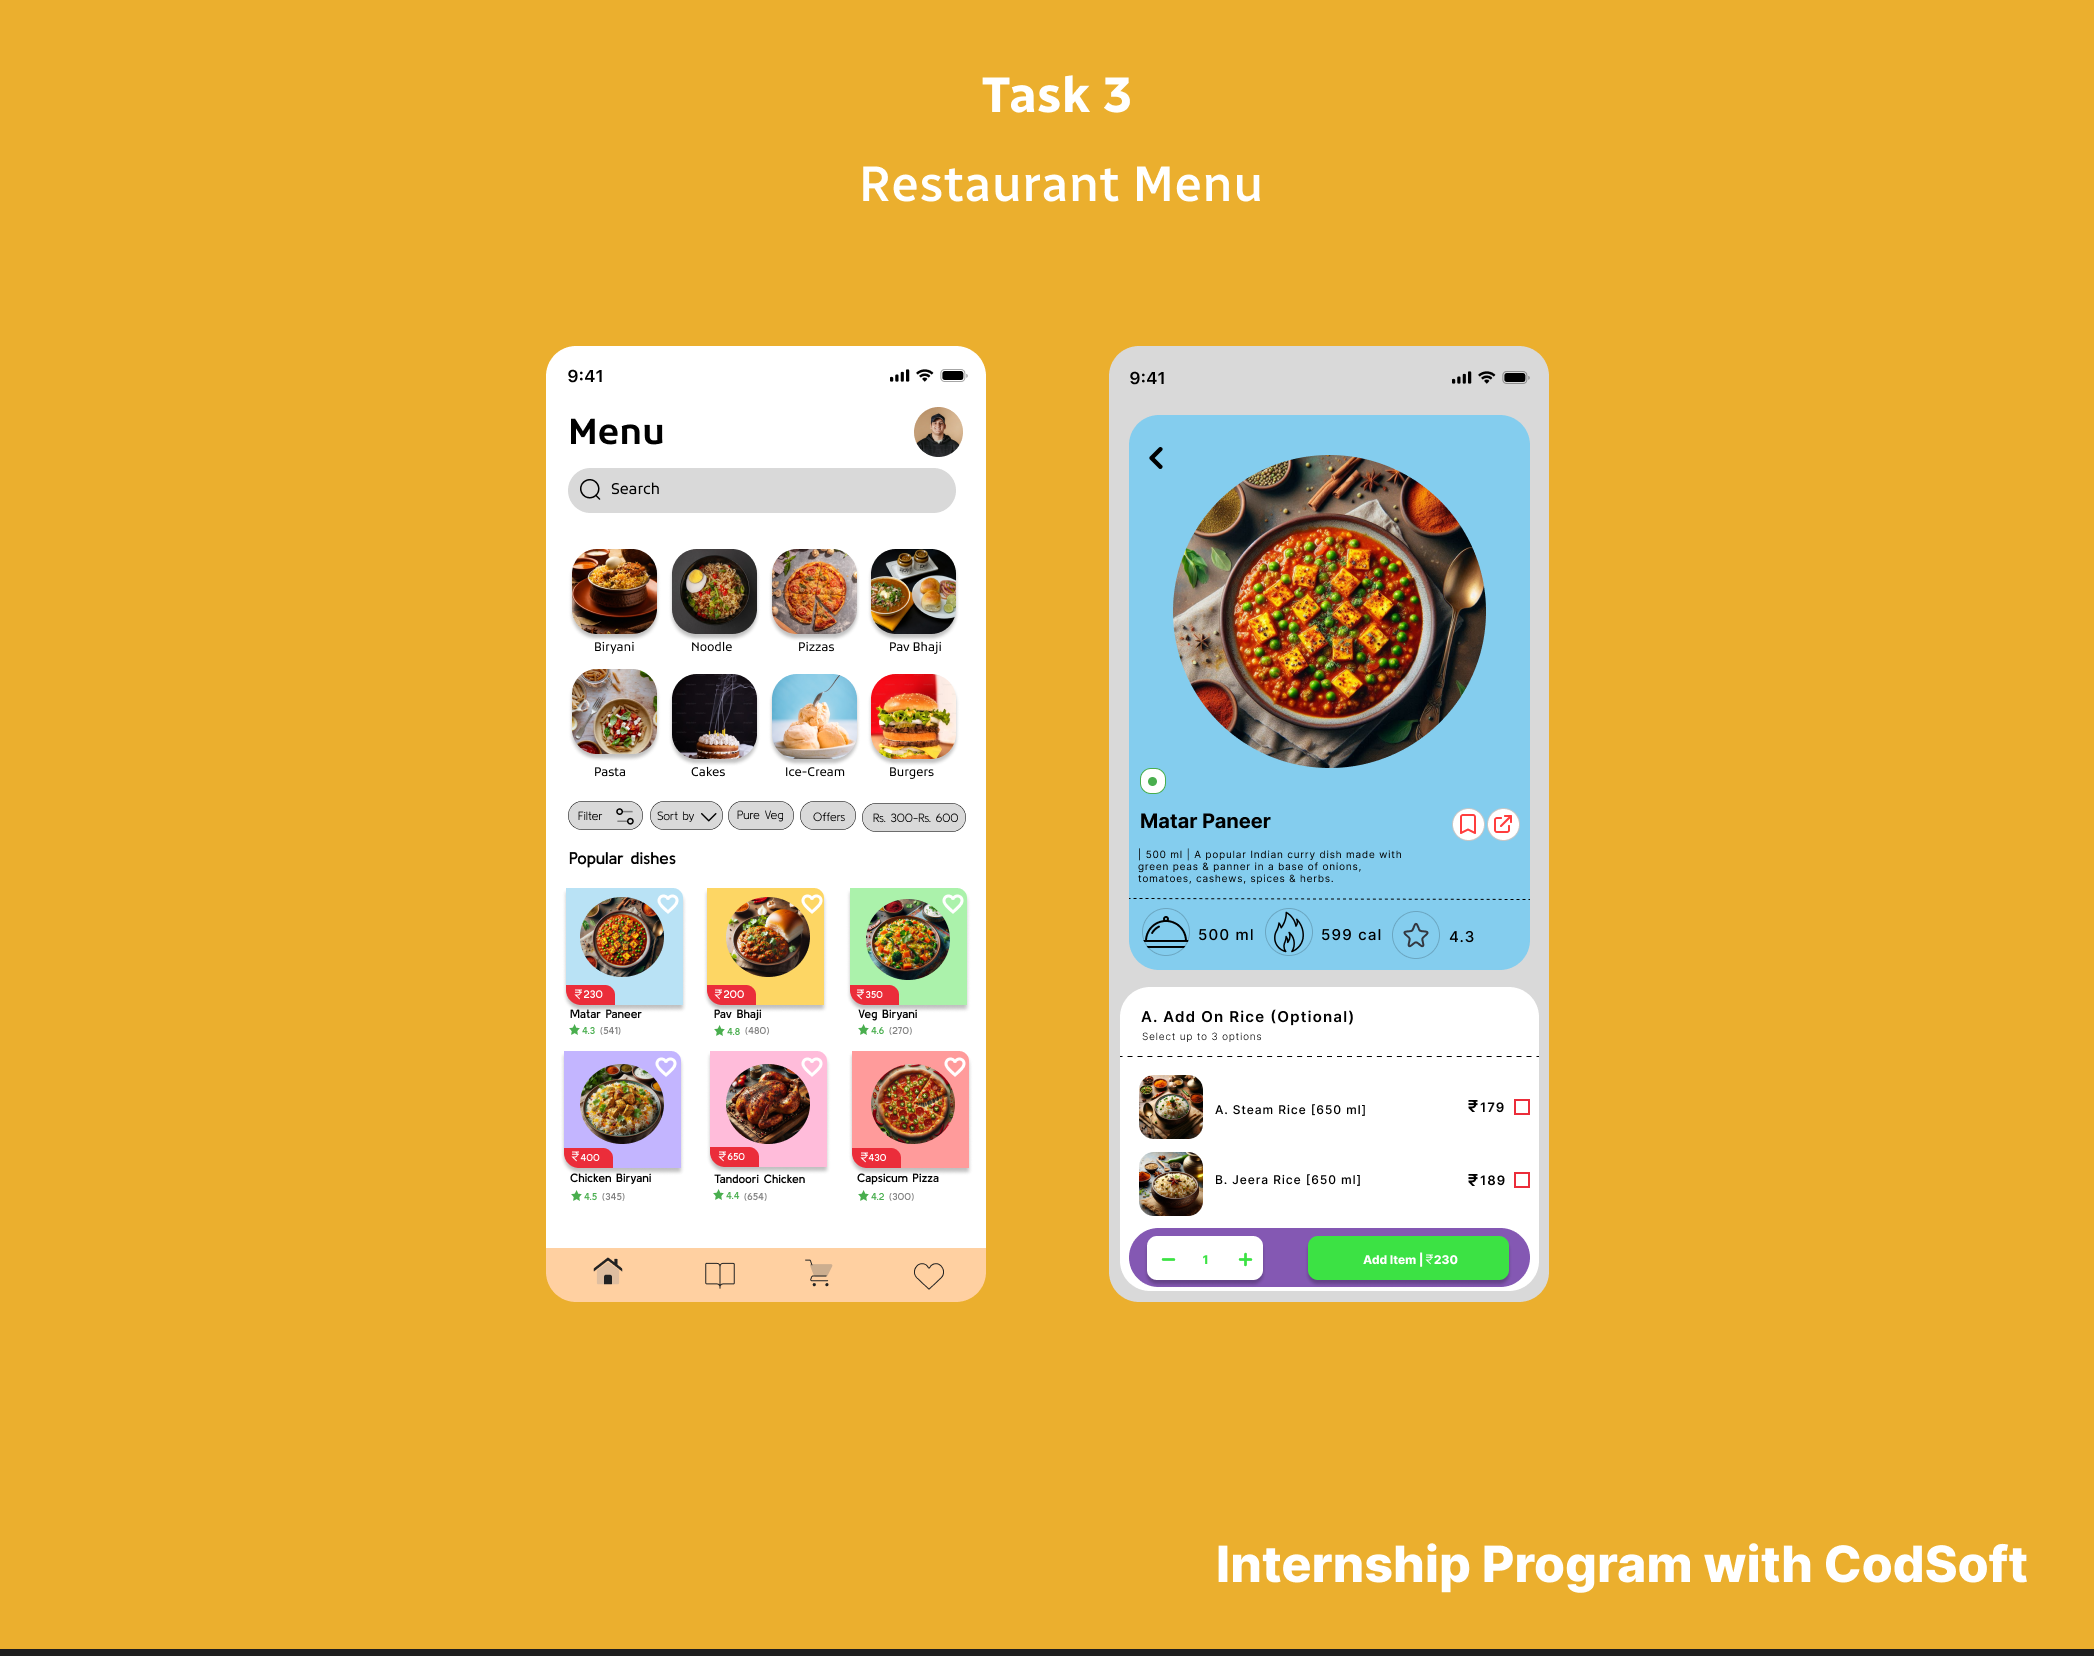 Task 3
Restaurant Menu
9:41
Menu
Search
Biryani
Noodle
Pizzas
Pav Bhaji
Pasta
Cakes
Ice-Cream
Burgers
Filter
Sort by
Pure Veg
Offers
Rs. 300-Rs. 600
Popular dishes
₹230
₹200
₹350
Matar Paneer
Pav Bhaji
Veg Biryani
4.3 (541)
4.8 (480)
4.6 (270)
₹400
₹650
₹430
Chicken Biryani
Tandoori Chicken
Capsicum Pizza
4.5 (345)
4.4 (654)
4.2 (300)
9:41
Matar Paneer
| 500 ml | A popular Indian curry dish made with
green peas & panner in a base of onions,
tomatoes, cashews, spices & herbs.
500 ml
599 cal
4.3
A. Add On Rice (Optional)
Select up to 3 options
A. Steam Rice [650 ml]
₹179
B. Jeera Rice [650 ml]
₹189
1
Add Item | ₹230
Internship Program with CodSoft